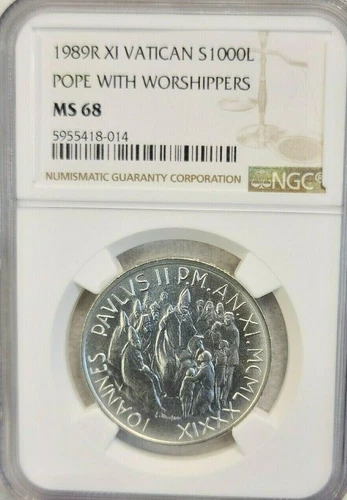 1989R XI VATICAN S1000L
POPE WITH WORSHIPPERS
MS 68
5955418-014
NUMISMATIC GUARANTY CORPORATION
NGC
IOANNES PAVLVS II P.M. AN. XI. MCMLXXXIX